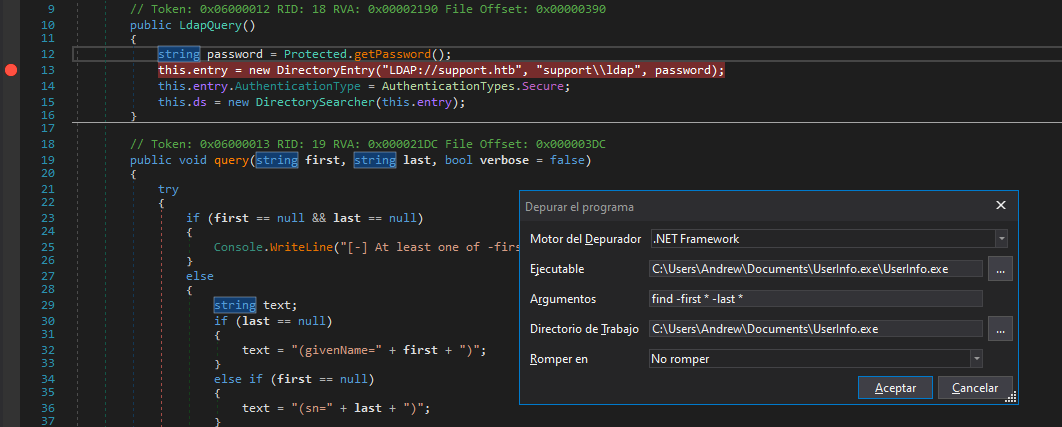 9 // Token: 0x06000012 RID: 18 RVA: 0x00002190 File Offset: 0x00000390
10 public LdapQuery()
11 {
12 string password = Protected.getPassword();
13 this.entry = new DirectoryEntry("LDAP://support.htb", "support\\ldap", password);
14 this.entry.AuthenticationType = AuthenticationTypes.Secure;
15 this.ds = new DirectorySearcher(this.entry);
16 }
17
18 // Token: 0x06000013 RID: 19 RVA: 0x000021DC File Offset: 0x000003DC
19 public void query(string first, string last, bool verbose = false)
20 {
21 try
22 {
23 if (first == null && last == null)
24 {
25 Console.WriteLine("[-] At least one of -firs
26 }
27 else
28 {
29 string text;
30 if (last == null)
31 {
32 text = "(givenName=" + first + ")";
33 }
34 else if (first == null)
35 {
36 text = "(sn=" + last + ")";
37 }
Depurar el programa
Motor del Depurador .NET Framework
Ejecutable C:\Users\Andrew\Documents\UserInfo.exe\UserInfo.exe ...
Argumentos find -first * -last *
Directorio de Trabajo C:\Users\Andrew\Documents\UserInfo.exe ...
Romper en No romper
Aceptar Cancelar